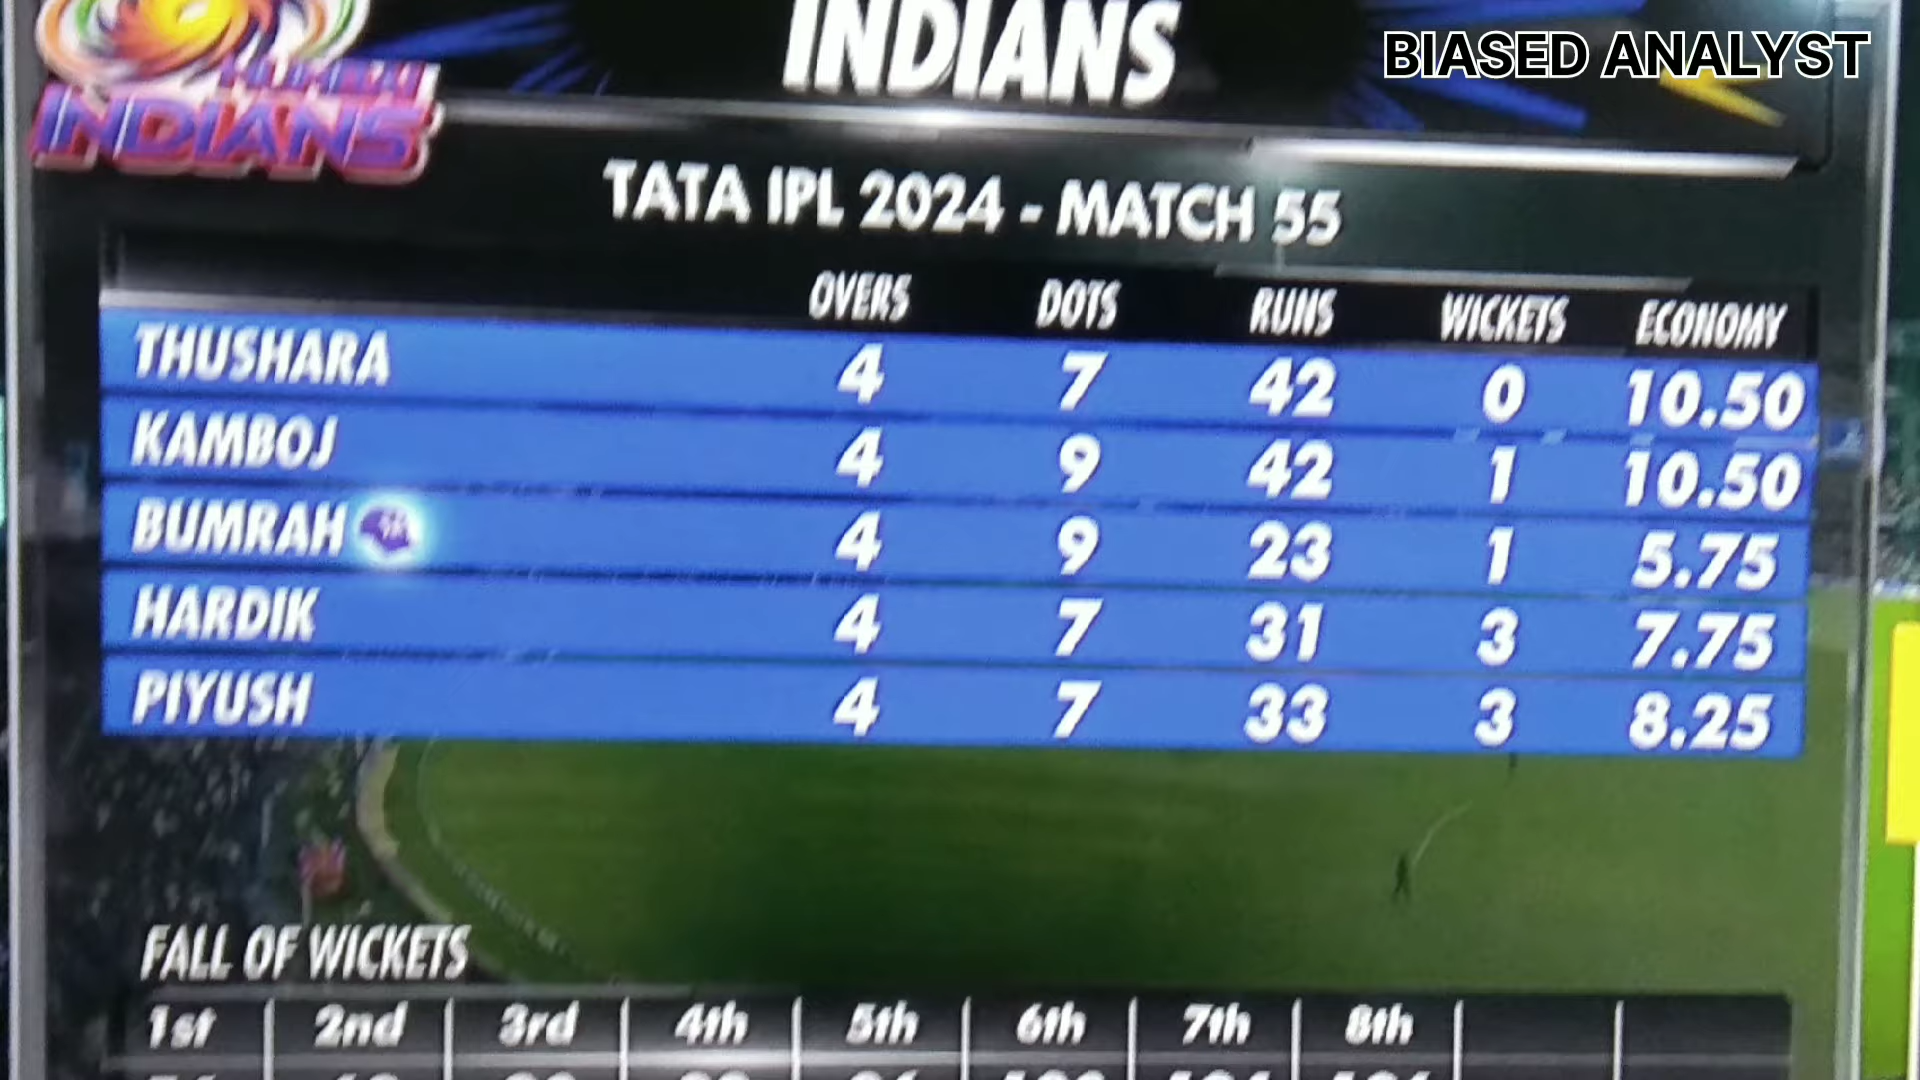 INDIANS
BIASED ANALYST
MUMBAI
INDIANS
TATA IPL 2024 - MATCH 55
OVERS DOTS RUNS WICKETS ECONOMY
THUSHARA 4 7 42 0 10.50
KAMBOJ 4 9 42 1 10.50
BUMRAH 4 9 23 1 5.75
HARDIK 4 7 31 3 7.75
PIYUSH 4 7 33 3 8.25
FALL OF WICKETS
1st 2nd 3rd 4th 5th 6th 7th 8th